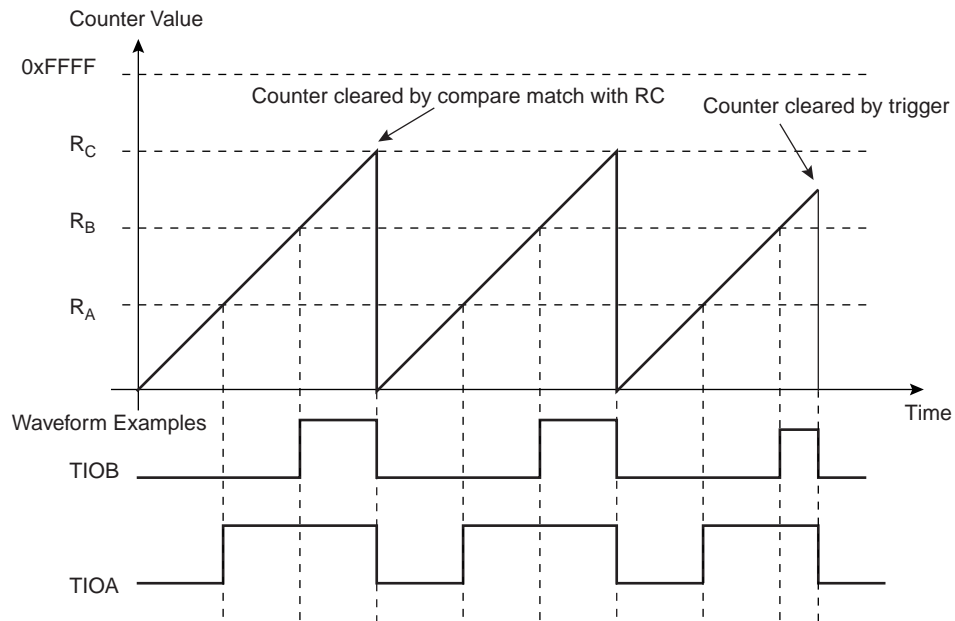 Counter Value
0xFFFF
Counter cleared by compare match with RC
Counter cleared by trigger
RC
RB
RA
Time
Waveform Examples
TIOB
TIOA